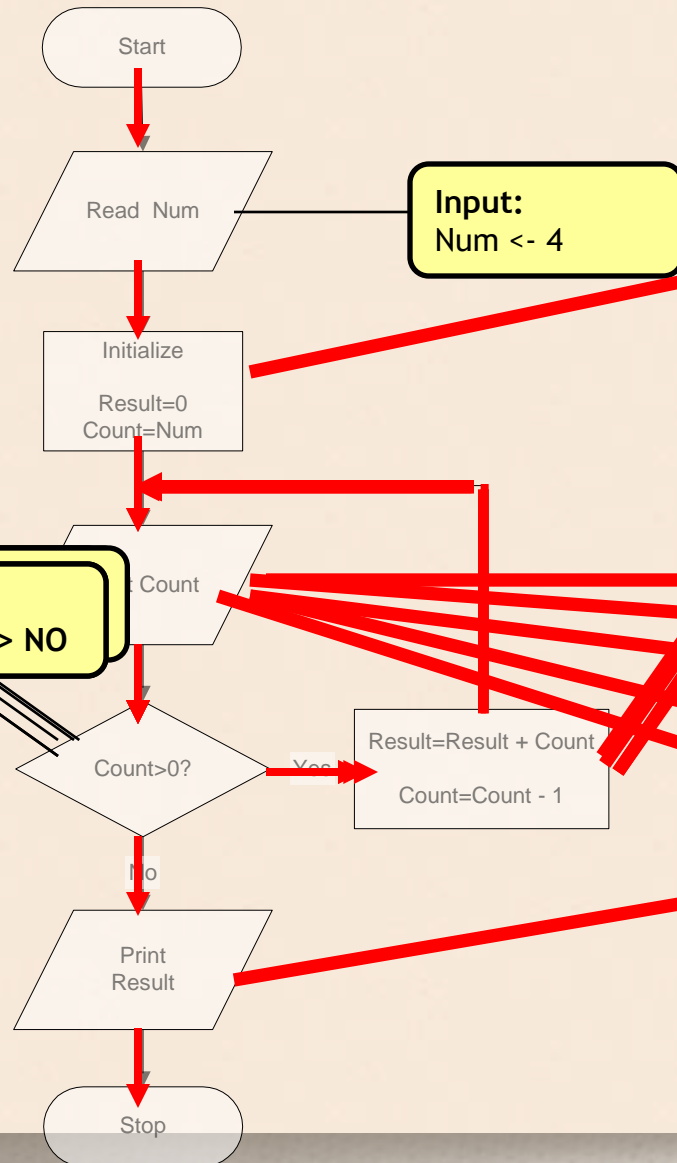 Start
Read Num
Input:
Num <- 4
Initialize
Result=0
Count=Num
Count
> NO
Count>0?
Yes
Result=Result + Count
Count=Count - 1
No
Print
Result
Stop